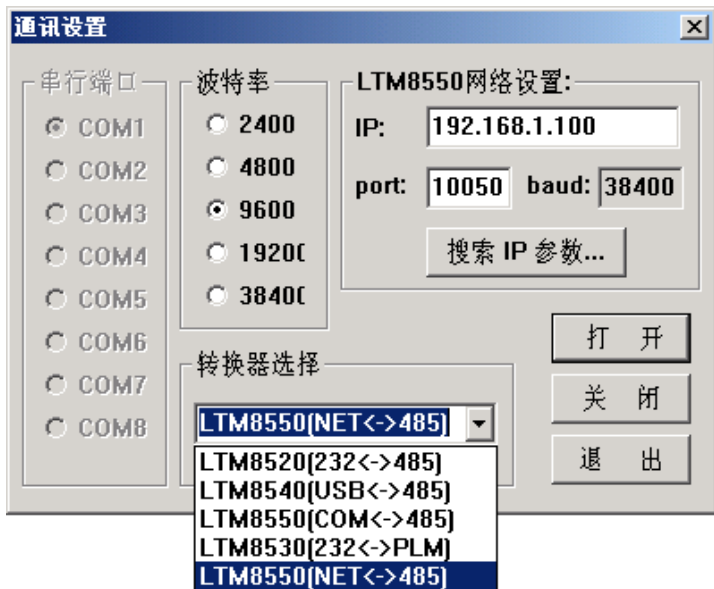 通讯设置
串行端口
COM1
COM2
COM3
COM4
COM5
COM6
COM7
COM8
波特率
2400
4800
9600
1920(
3840(
LTM8550网络设置:
IP: 192.168.1.100
port: 10050 baud: 38400
搜索 IP 参数...
转换器选择
LTM8550(NET<->485)
LTM8520(232<->485)
LTM8540(USB<->485)
LTM8550(COM<->485)
LTM8530(232<->PLM)
LTM8550(NET<->485)
打 开
关 闭
退 出